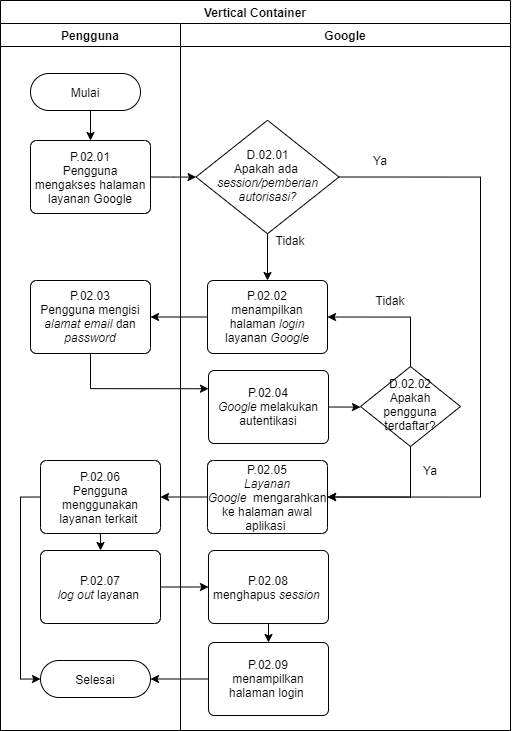 Vertical Container
Pengguna
Google
Mulai
P.02.01
Pengguna
mengakses halaman
layanan Google
D.02.01
Apakah ada
session/pemberian
autorisasi?
Ya
Tidak
P.02.03
Pengguna mengisi
alamat email dan
password
P.02.02
menampilkan
halaman login
layanan Google
Tidak
P.02.04
Google melakukan
autentikasi
D.02.02
Apakah
pengguna
terdaftar?
Ya
P.02.06
Pengguna
menggunakan
layanan terkait
P.02.05
Layanan
Google mengarahkan
ke halaman awal
aplikasi
P.02.07
log out layanan
P.02.08
menghapus session
Selesai
P.02.09
menampilkan
halaman login